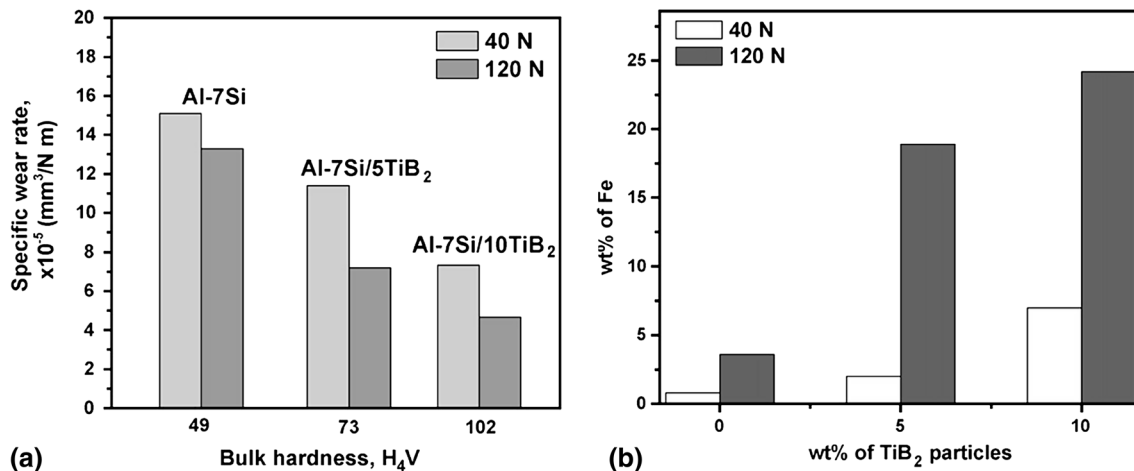 Specific wear rate,
x10⁻⁵ (mm³/N m)
20
18
16
14
12
10
8
6
4
2
0
40 N
120 N
Al-7Si
Al-7Si/5TiB₂
Al-7Si/10TiB₂
49 73 102
Bulk hardness, H₄V
(a)
wt% of Fe
25
20
15
10
5
0
40 N
120 N
0 5 10
wt% of TiB₂ particles
(b)